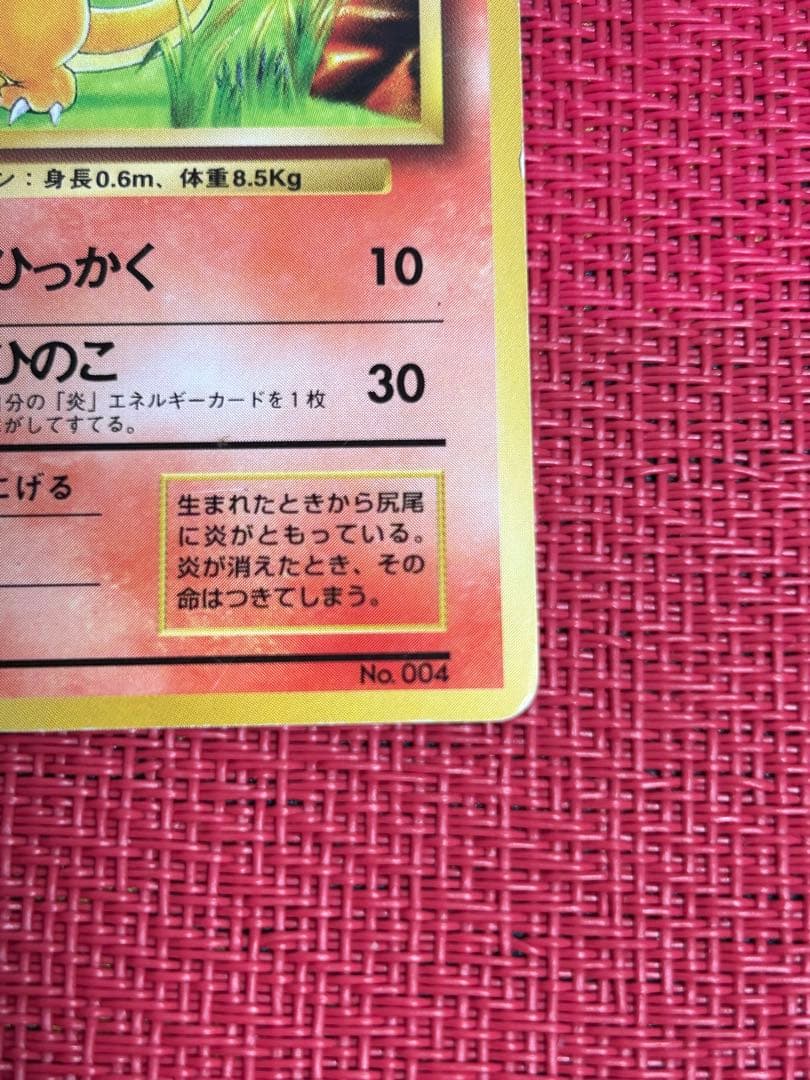 ン：身長0.6m、体重8.5Kg
ひっかく 10
ひのこ 30
分の「炎」エネルギーカードを1枚
がしてすてる。
げる
生まれたときから尻尾
に炎がともっている。
炎が消えたとき、その
命はつきてしまう。
No. 004